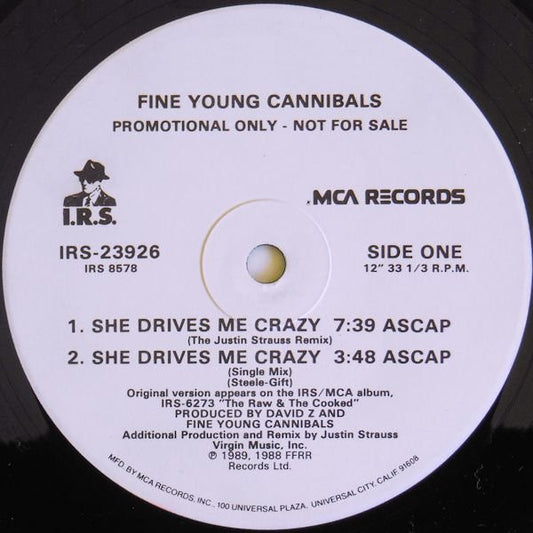 FINE YOUNG CANNIBALS
PROMOTIONAL ONLY - NOT FOR SALE
I.R.S.
MCA RECORDS
IRS-23926
IRS 8578
SIDE ONE
12" 33 1/3 R.P.M.
1. SHE DRIVES ME CRAZY 7:39 ASCAP
(The Justin Strauss Remix)
2. SHE DRIVES ME CRAZY 3:48 ASCAP
(Single Mix)
(Steele-Gift)
Original version appears on the IRS/MCA album,
IRS-6273 "The Raw & The Cooked"
PRODUCED BY DAVID Z AND
FINE YOUNG CANNIBALS
Additional Production and Remix by Justin Strauss
Virgin Music, Inc.
℗ 1989, 1988 FFRR
Records Ltd.
MFD. BY MCA RECORDS, INC., 100 UNIVERSAL PLAZA, UNIVERSAL CITY, CALIF 91608